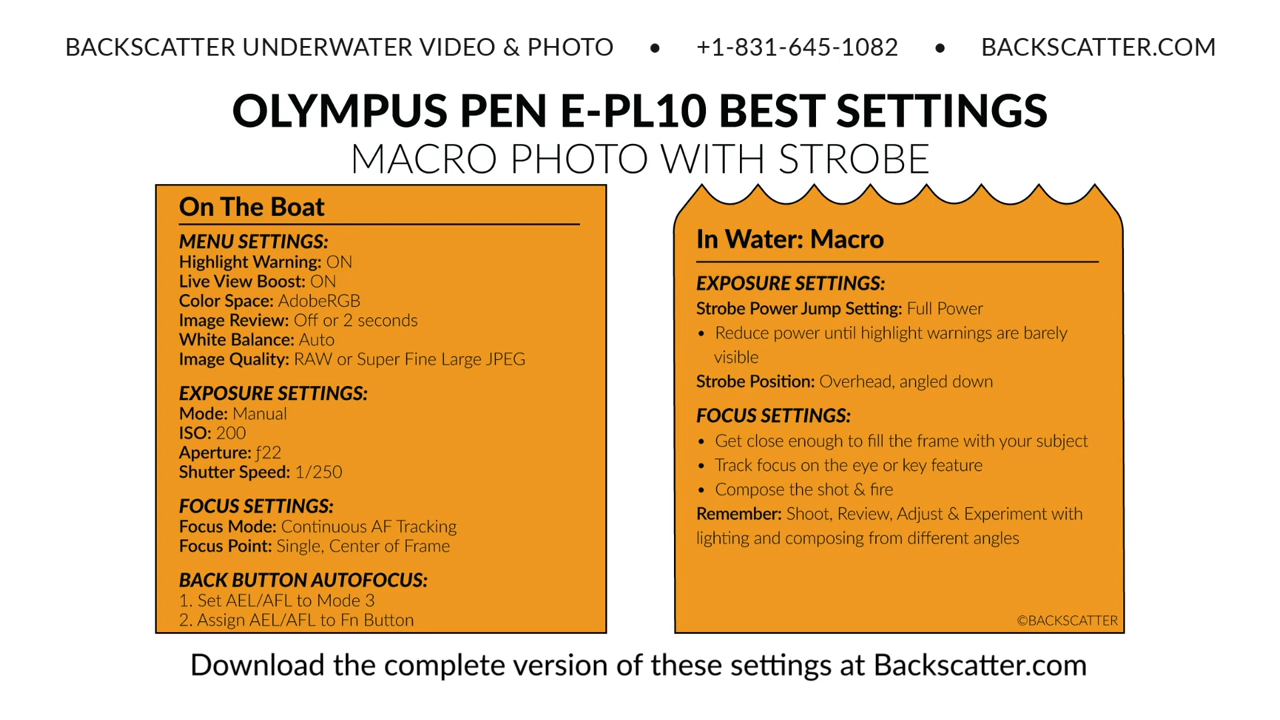 BACKSCATTER UNDERWATER VIDEO & PHOTO • +1-831-645-1082 • BACKSCATTER.COM
OLYMPUS PEN E-PL10 BEST SETTINGS
MACRO PHOTO WITH STROBE
On The Boat
MENU SETTINGS:
Highlight Warning: ON
Live View Boost: ON
Color Space: AdobeRGB
Image Review: Off or 2 seconds
White Balance: Auto
Image Quality: RAW or Super Fine Large JPEG
EXPOSURE SETTINGS:
Mode: Manual
ISO: 200
Aperture: ƒ22
Shutter Speed: 1/250
FOCUS SETTINGS:
Focus Mode: Continuous AF Tracking
Focus Point: Single, Center of Frame
BACK BUTTON AUTOFOCUS:
1. Set AEL/AFL to Mode 3
2. Assign AEL/AFL to Fn Button
In Water: Macro
EXPOSURE SETTINGS:
Strobe Power Jump Setting: Full Power
• Reduce power until highlight warnings are barely
visible
Strobe Position: Overhead, angled down
FOCUS SETTINGS:
• Get close enough to fill the frame with your subject
• Track focus on the eye or key feature
• Compose the shot & fire
Remember: Shoot, Review, Adjust & Experiment with
lighting and composing from different angles
©BACKSCATTER
Download the complete version of these settings at Backscatter.com